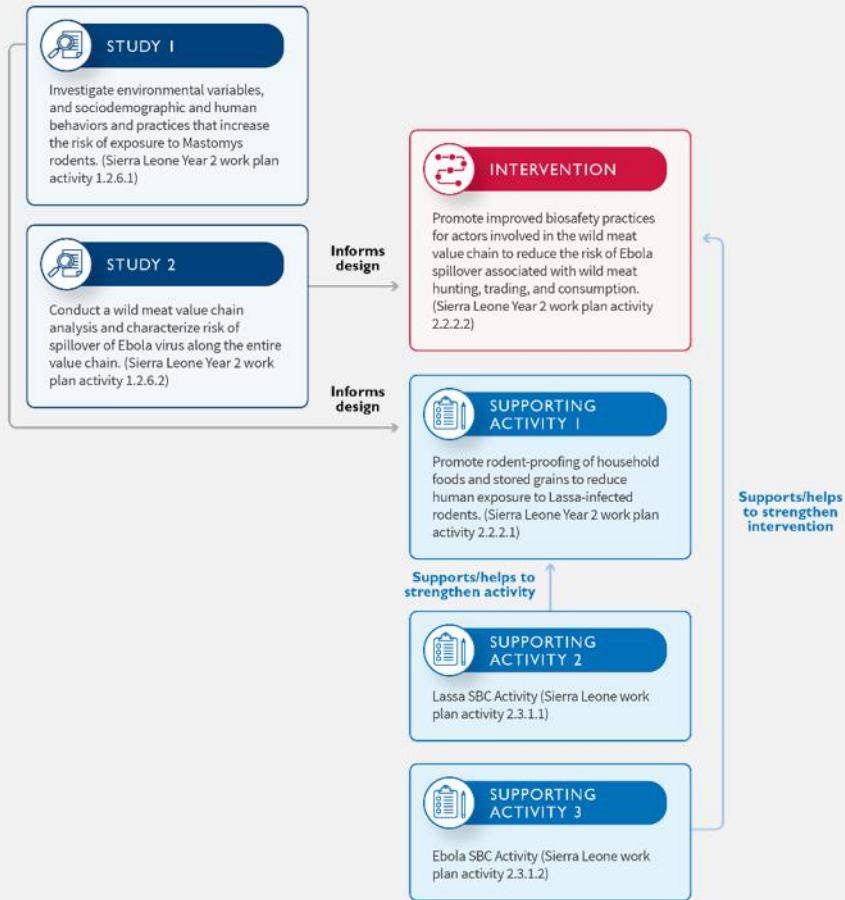 STUDY 1
Investigate environmental variables,
and sociodemographic and human
behaviors and practices that increase
the risk of exposure to Mastomys
rodents. (Sierra Leone Year 2 work plan
activity 1.2.6.1)
STUDY 2
Conduct a wild meat value chain
analysis and characterize risk of
spillover of Ebola virus along the entire
value chain. (Sierra Leone Year 2 work
plan activity 1.2.6.2)
Informs
design
Informs
design
INTERVENTION
Promote improved biosafety practices
for actors involved in the wild meat
value chain to reduce the risk of Ebola
spillover associated with wild meat
hunting, trading, and consumption.
(Sierra Leone Year 2 work plan activity
2.2.2.2)
SUPPORTING
ACTIVITY 1
Promote rodent-proofing of household
foods and stored grains to reduce
human exposure to Lassa-infected
rodents. (Sierra Leone Year 2 work plan
activity 2.2.2.1)
Supports/helps to
strengthen activity
SUPPORTING
ACTIVITY 2
Lassa SBC Activity (Sierra Leone work
plan activity 2.3.1.1)
SUPPORTING
ACTIVITY 3
Ebola SBC Activity (Sierra Leone work
plan activity 2.3.1.2)
Supports/helps
to strengthen
intervention